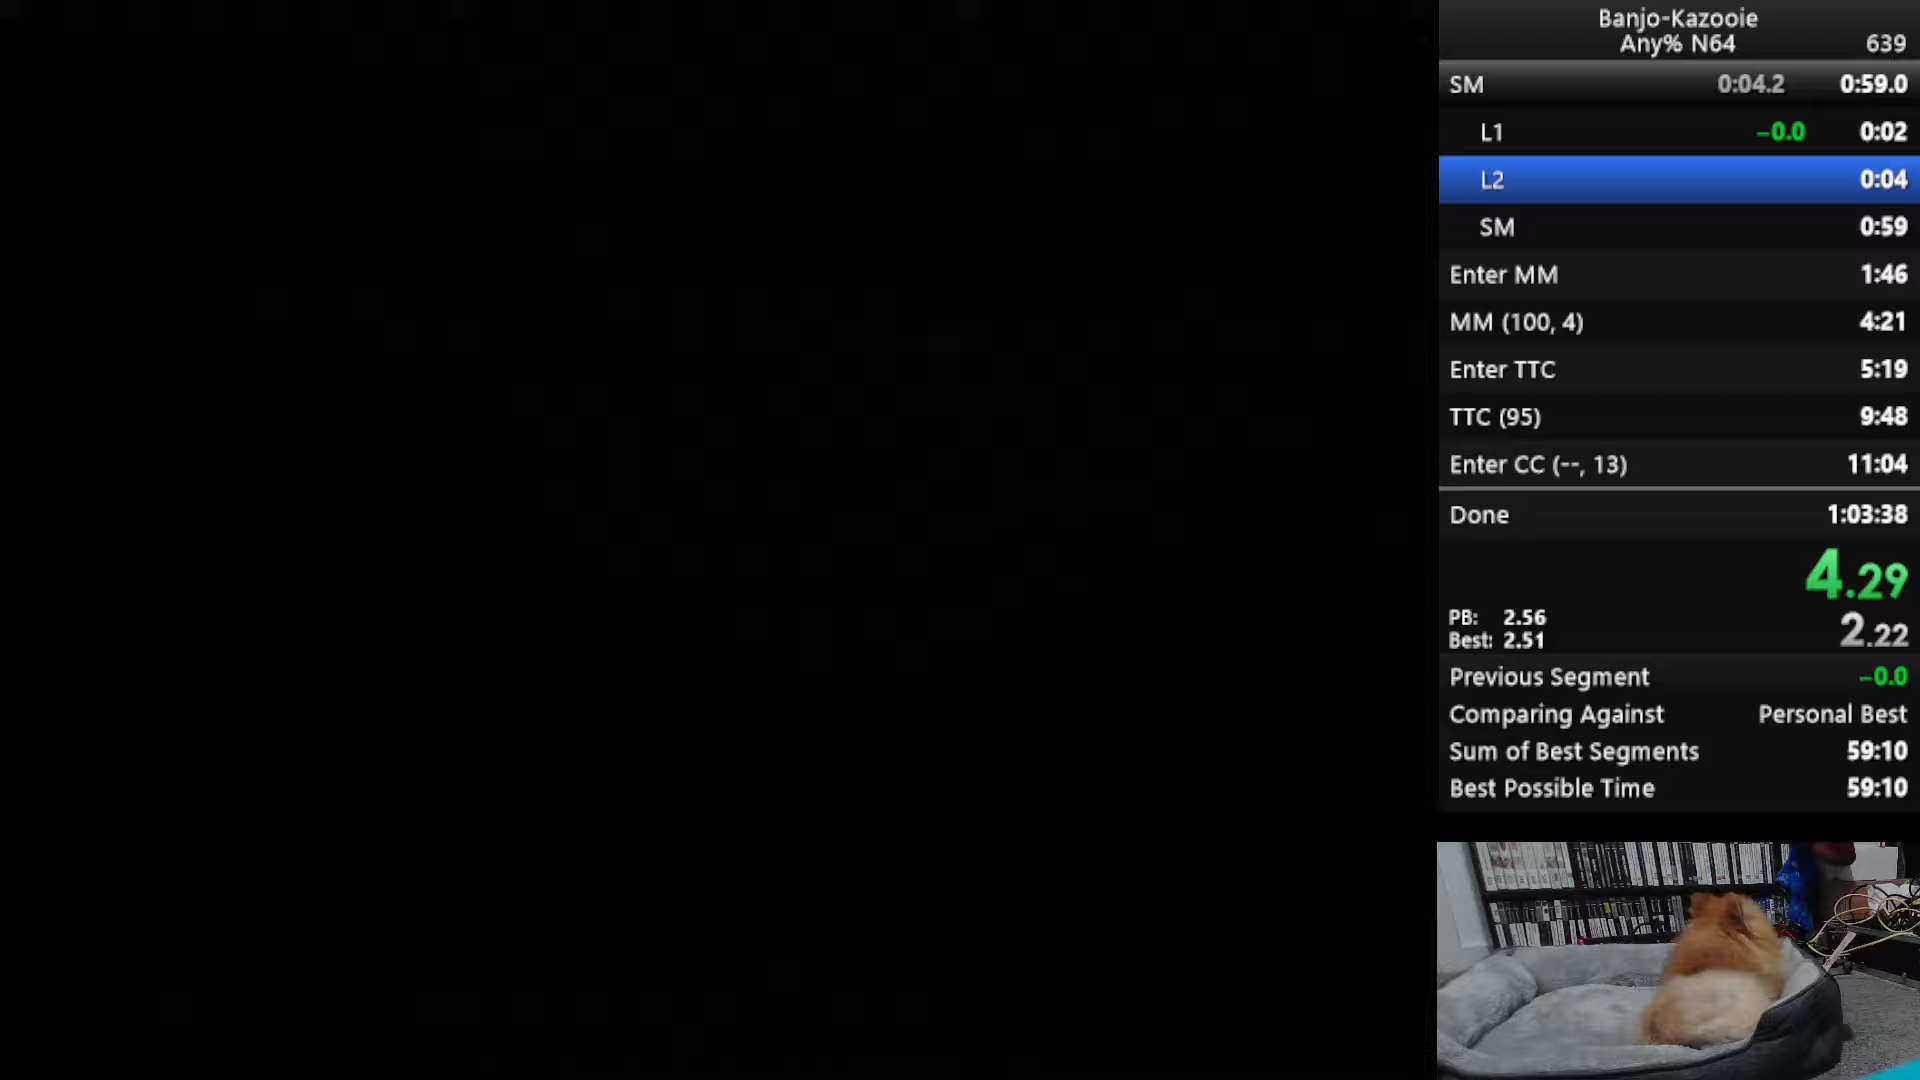 Banjo-Kazooie
Any% N64 639
SM 0:04.2 0:59.0
L1 −0.0 0:02
L2 0:04
SM 0:59
Enter MM 1:46
MM (100, 4) 4:21
Enter TTC 5:19
TTC (95) 9:48
Enter CC (--, 13) 11:04
Done 1:03:38
4.29
PB: 2.56
Best: 2.51
2.22
Previous Segment −0.0
Comparing Against Personal Best
Sum of Best Segments 59:10
Best Possible Time 59:10